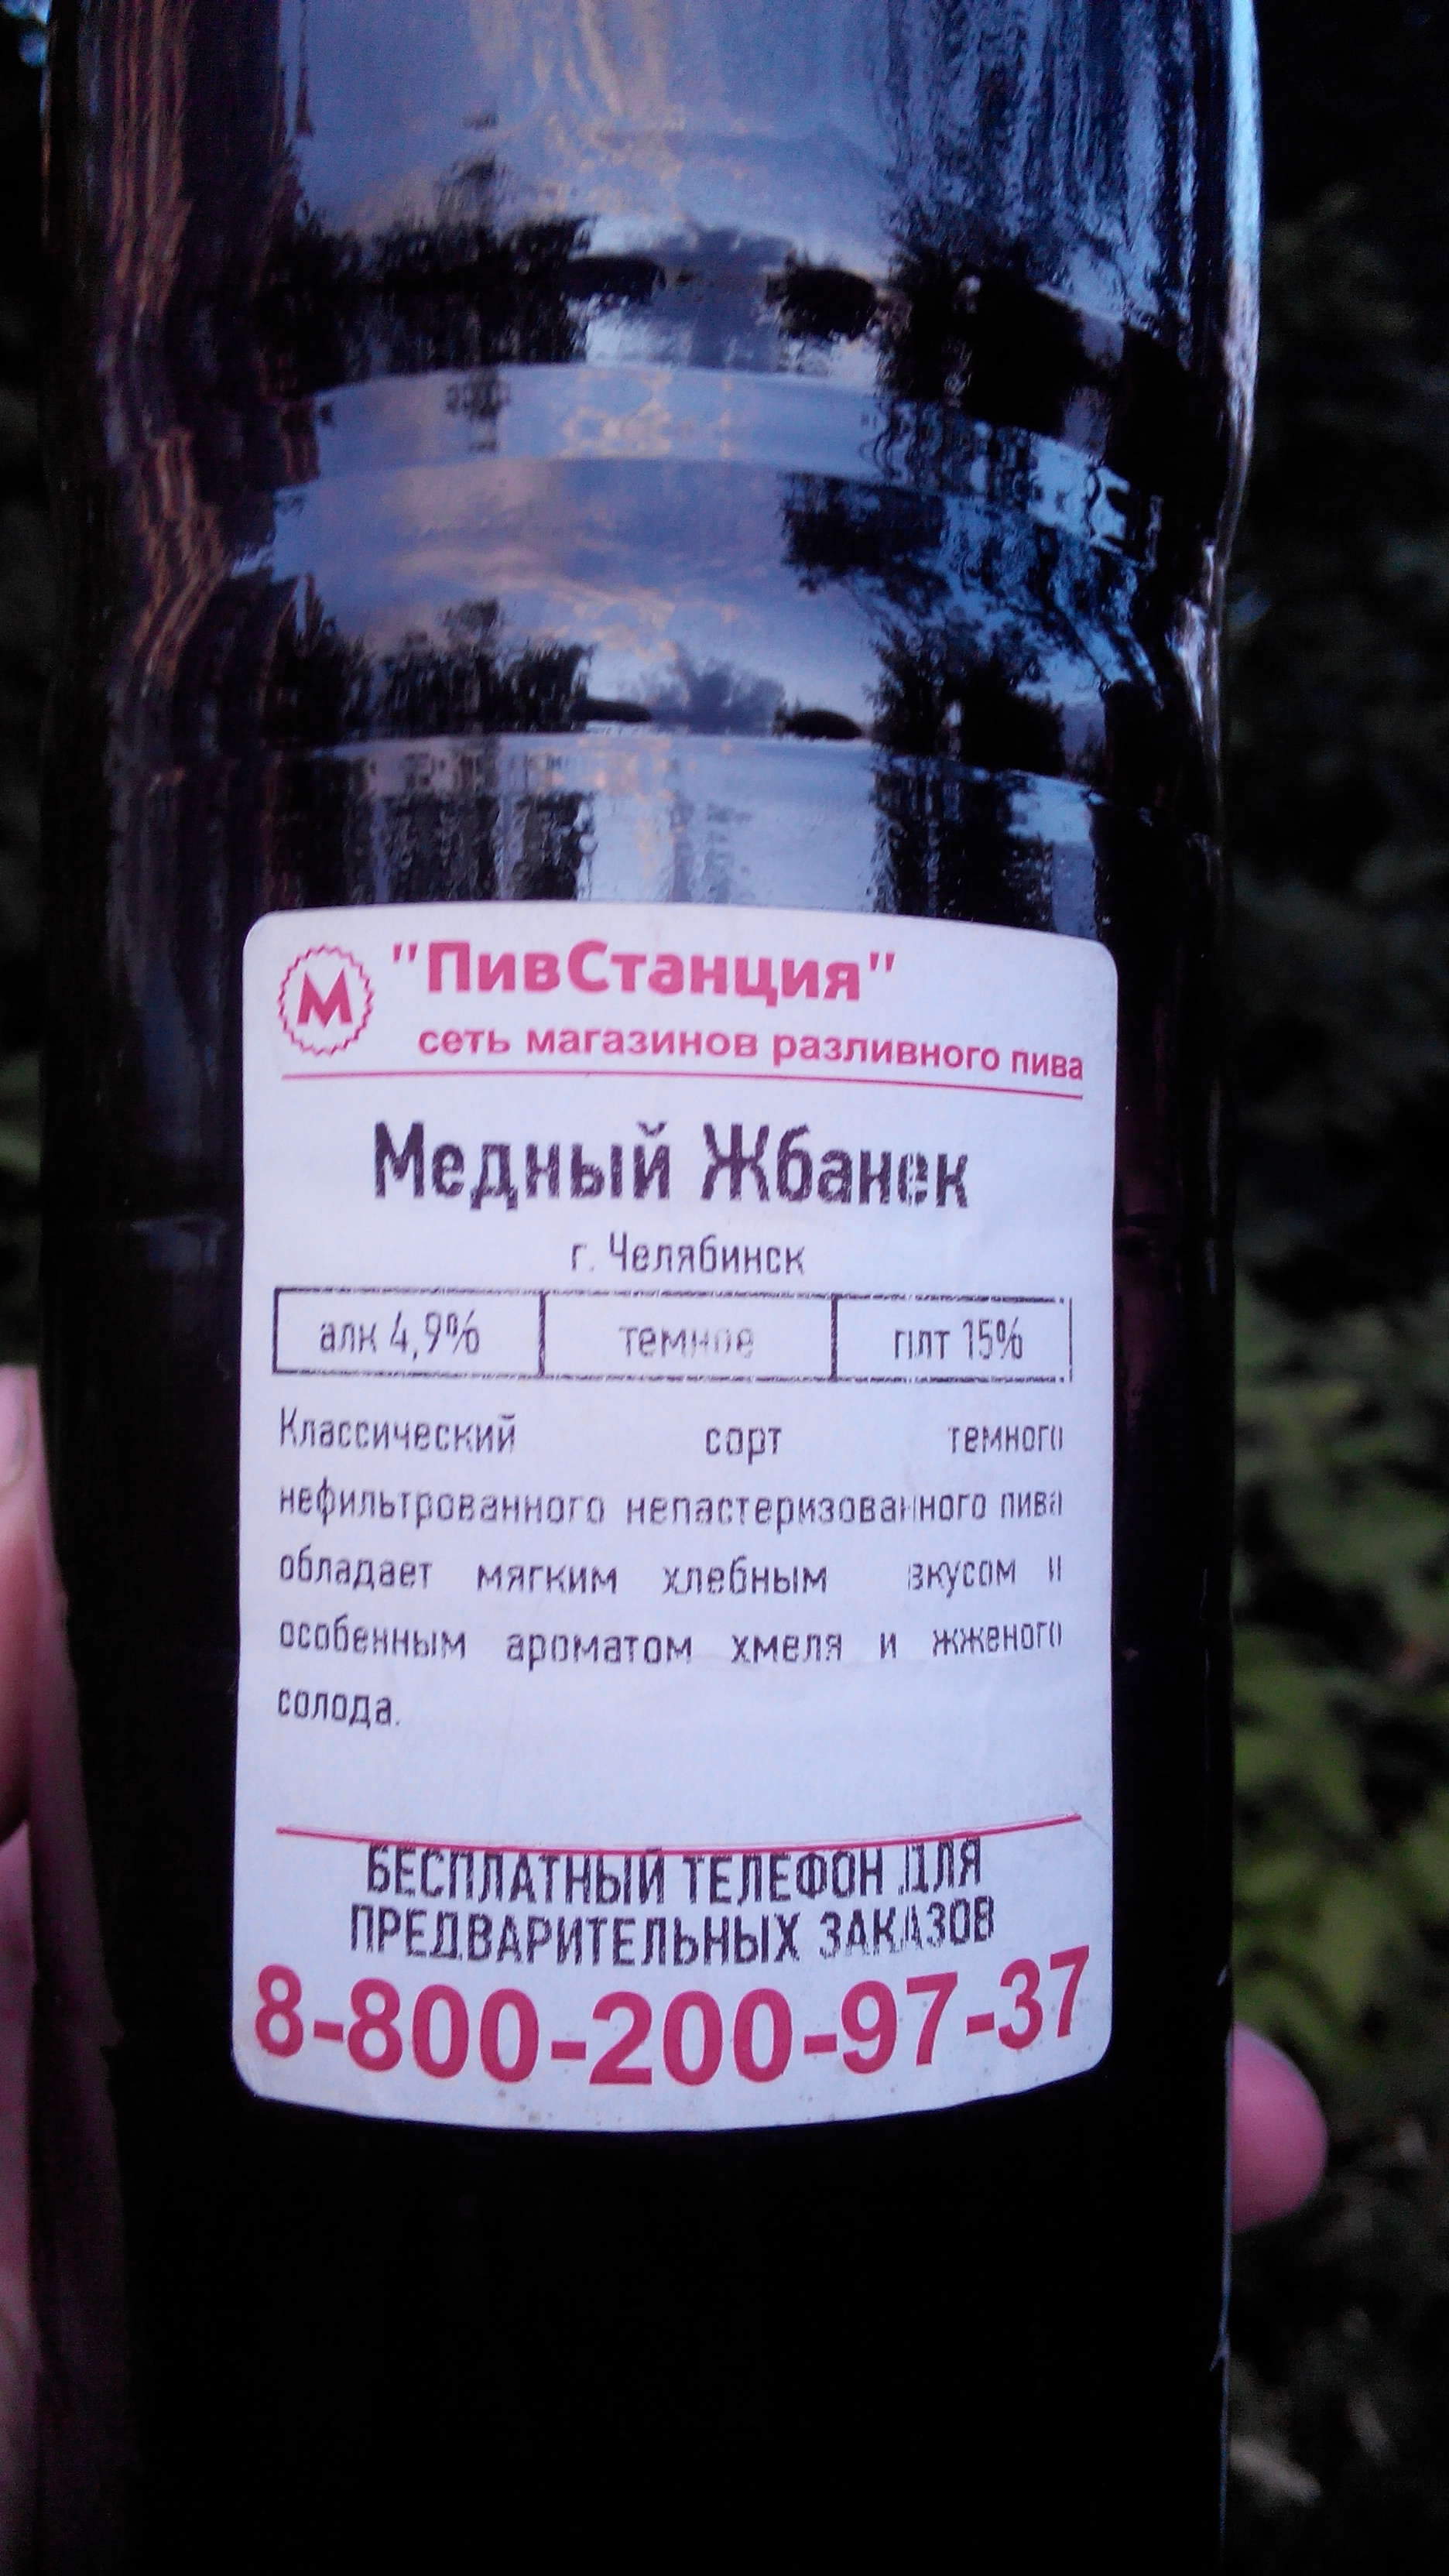 М "ПивСтанция"
сеть магазинов разливного пива
Медный Жбанек
г. Челябинск
алк 4,9% темное плт 15%
Классический сорт темного
нефильтрованного непастеризованного пива
обладает мягким хлебным вкусом и
особенным ароматом хмеля и жженого
солода.
БЕСПЛАТНЫЙ ТЕЛЕФОН ДЛЯ
ПРЕДВАРИТЕЛЬНЫХ ЗАКАЗОВ
8-800-200-97-37